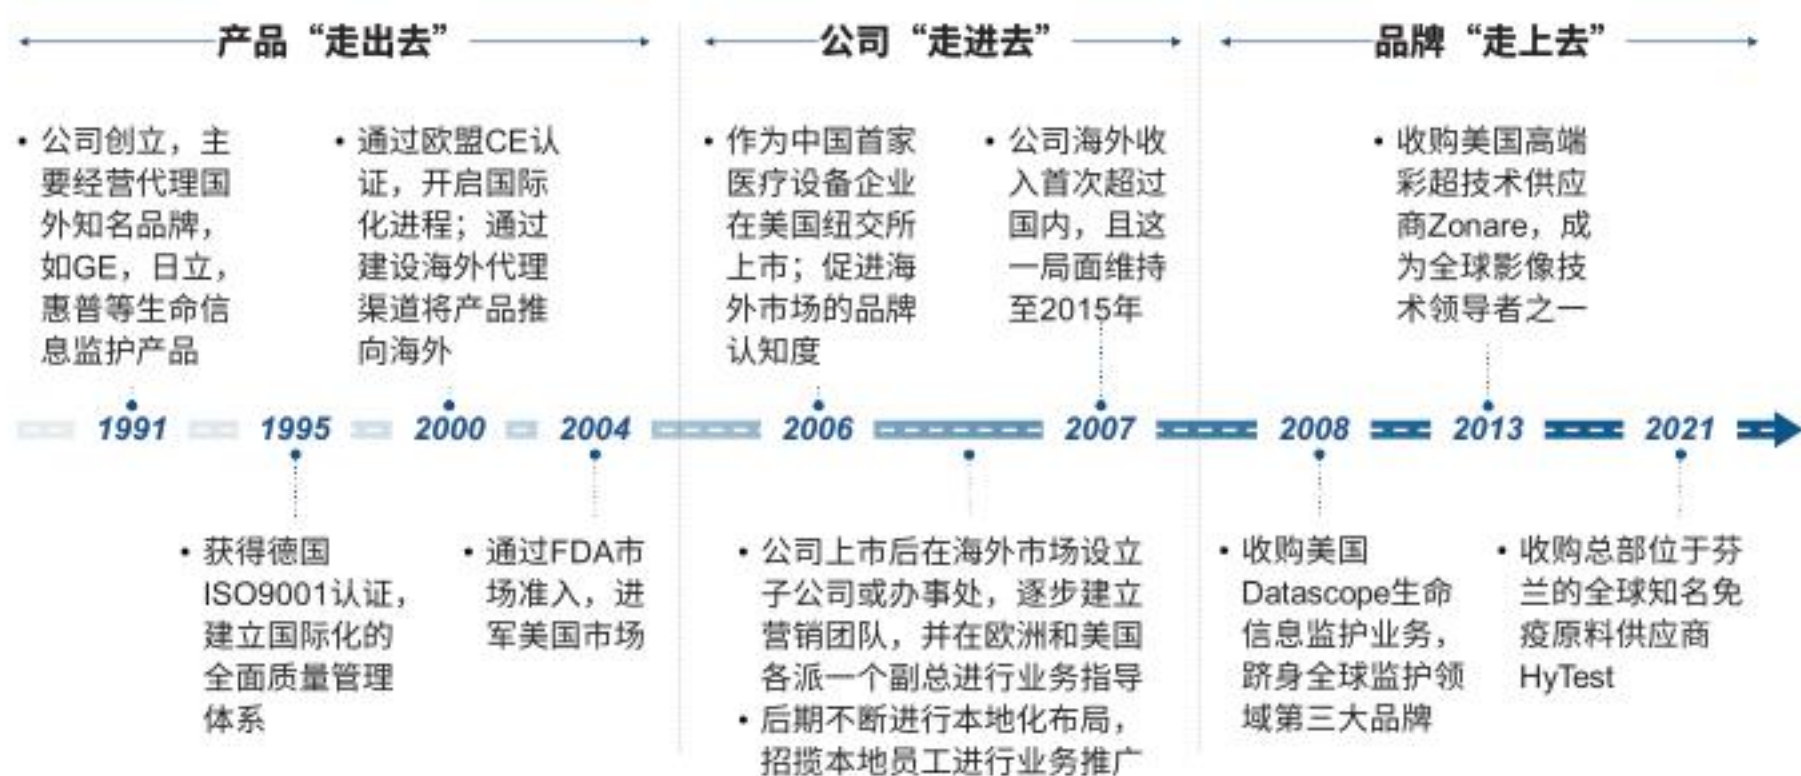 产品“走出去”
公司“走进去”
品牌“走上去”
• 公司创立，主
要经营代理国
外知名品牌，
如GE，日立，
惠普等生命信
息监护产品
• 通过欧盟CE认
证，开启国际
化进程；通过
建设海外代理
渠道将产品推
向海外
• 作为中国首家
医疗设备企业
在美国纽交所
上市；促进海
外市场的品牌
认知度
• 公司海外收
入首次超过
国内，且这
一局面维持
至2015年
• 收购美国高端
彩超技术供应
商Zonare，成
为全球影像技
术领导者之一
1991
1995
2000
2004
2006
2007
2008
2013
2021
• 获得德国
ISO9001认证，
建立国际化的
全面质量管理
体系
• 通过FDA市
场准入，进
军美国市场
• 公司上市后在海外市场设立
子公司或办事处，逐步建立
营销团队，并在欧洲和美国
各派一个副总进行业务指导
• 后期不断进行本地化布局，
招揽本地员工进行业务推广
• 收购美国
Datascope生命
信息监护业务，
跻身全球监护领
域第三大品牌
• 收购总部位于芬
兰的全球知名免
疫原料供应商
HyTest